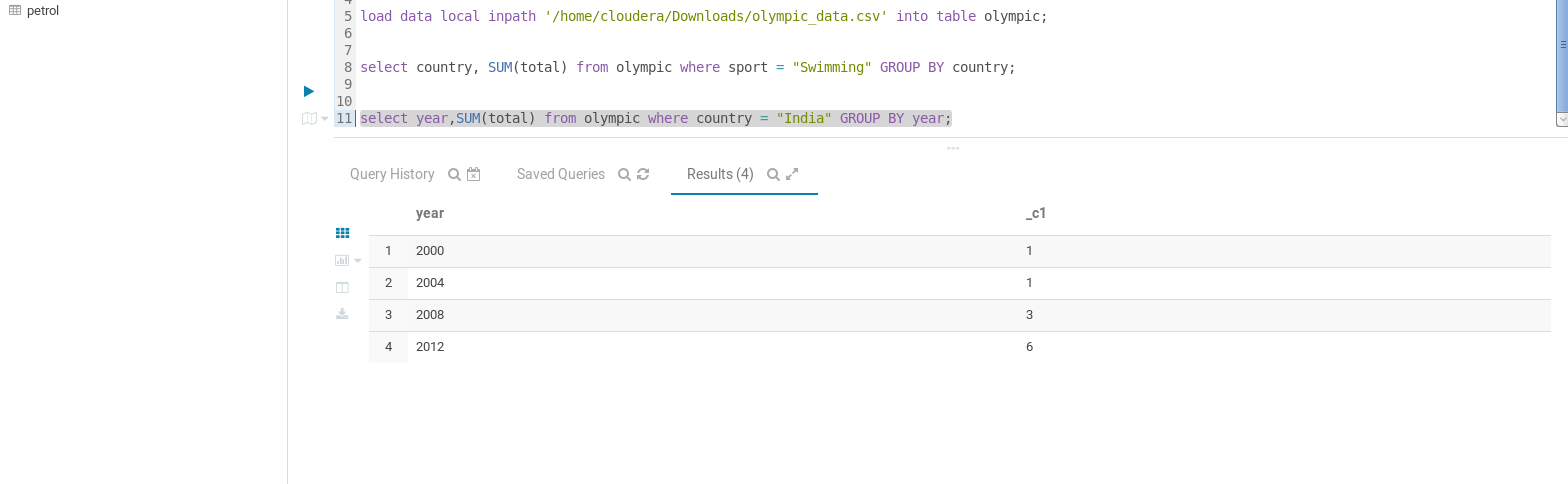 petrol
4
5 load data local inpath '/home/cloudera/Downloads/olympic_data.csv' into table olympic;
6
7
8 select country, SUM(total) from olympic where sport = "Swimming" GROUP BY country;
9
10
11 select year,SUM(total) from olympic where country = "India" GROUP BY year;
Query History Saved Queries Results (4)
year _c1
1 2000 1
2 2004 1
3 2008 3
4 2012 6